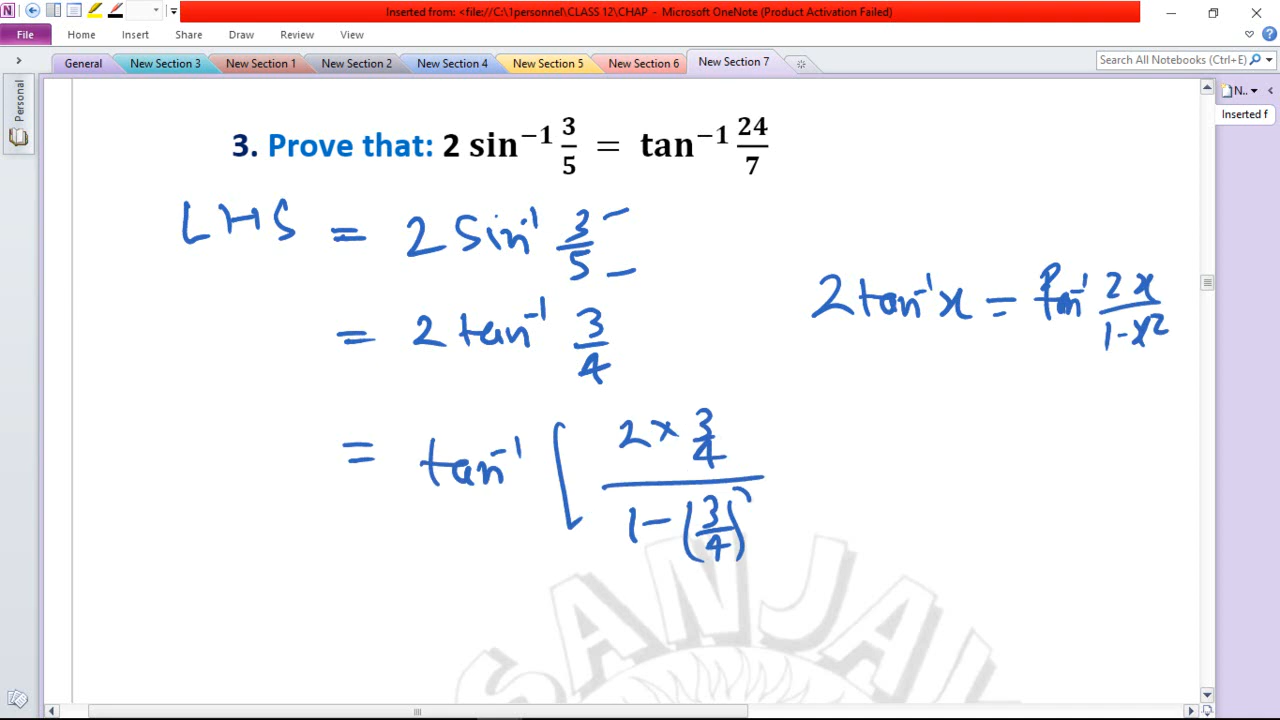 Inserted from: <file://C:\1personnel\CLASS 12\CHAP - Microsoft OneNote (Product Activation Failed)
File Home Insert Share Draw Review View
General New Section 3 New Section 1 New Section 2 New Section 4 New Section 5 New Section 6 New Section 7 Search All Notebooks (Ctrl+E)
Personal
N..
Inserted f
3. Prove that: 2 sin⁻¹ 3/5 = tan⁻¹ 24/7
LHS = 2 Sin⁻¹ 3/5
2tan⁻¹x = tan⁻¹ 2x/1-x²
= 2 tan⁻¹ 3/4
= tan⁻¹ [ 2 × 3/4 / 1 - (3/4)
SANJAL